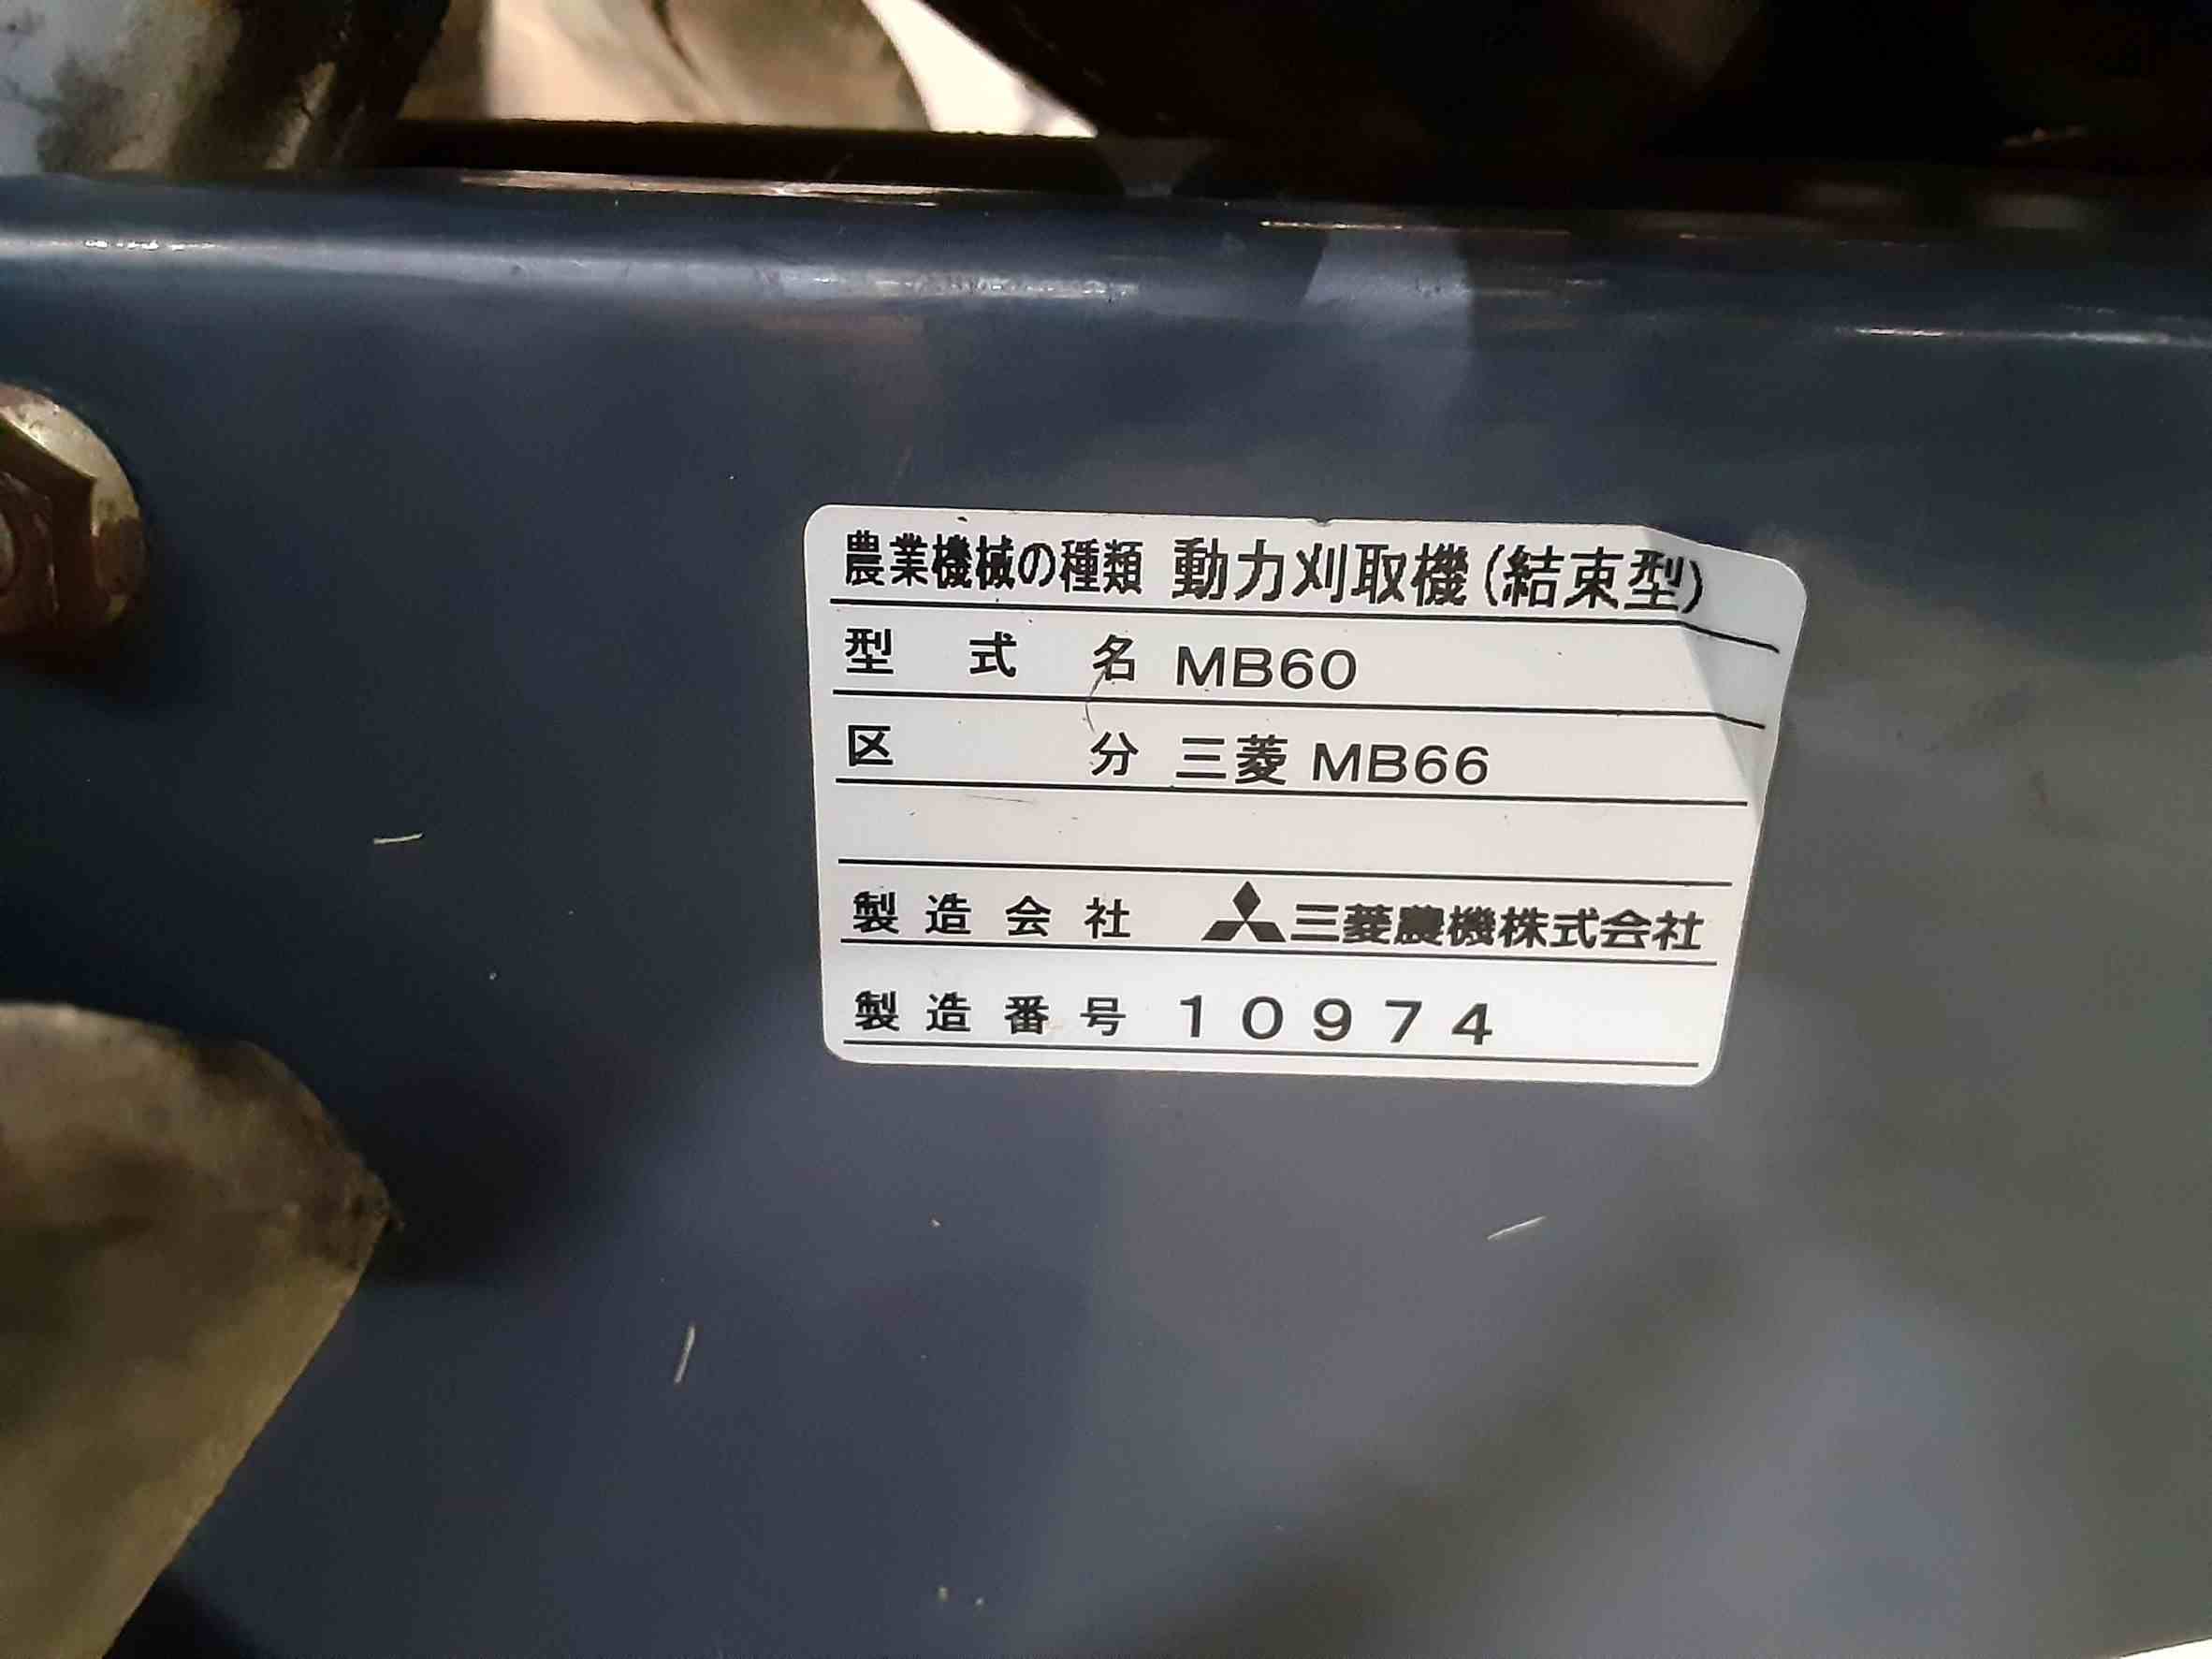 農業機械の種類 動力刈取機(結束型)
型式名 MB60
区分 三菱 MB66
製造会社 三菱農機株式会社
製造番号 10974